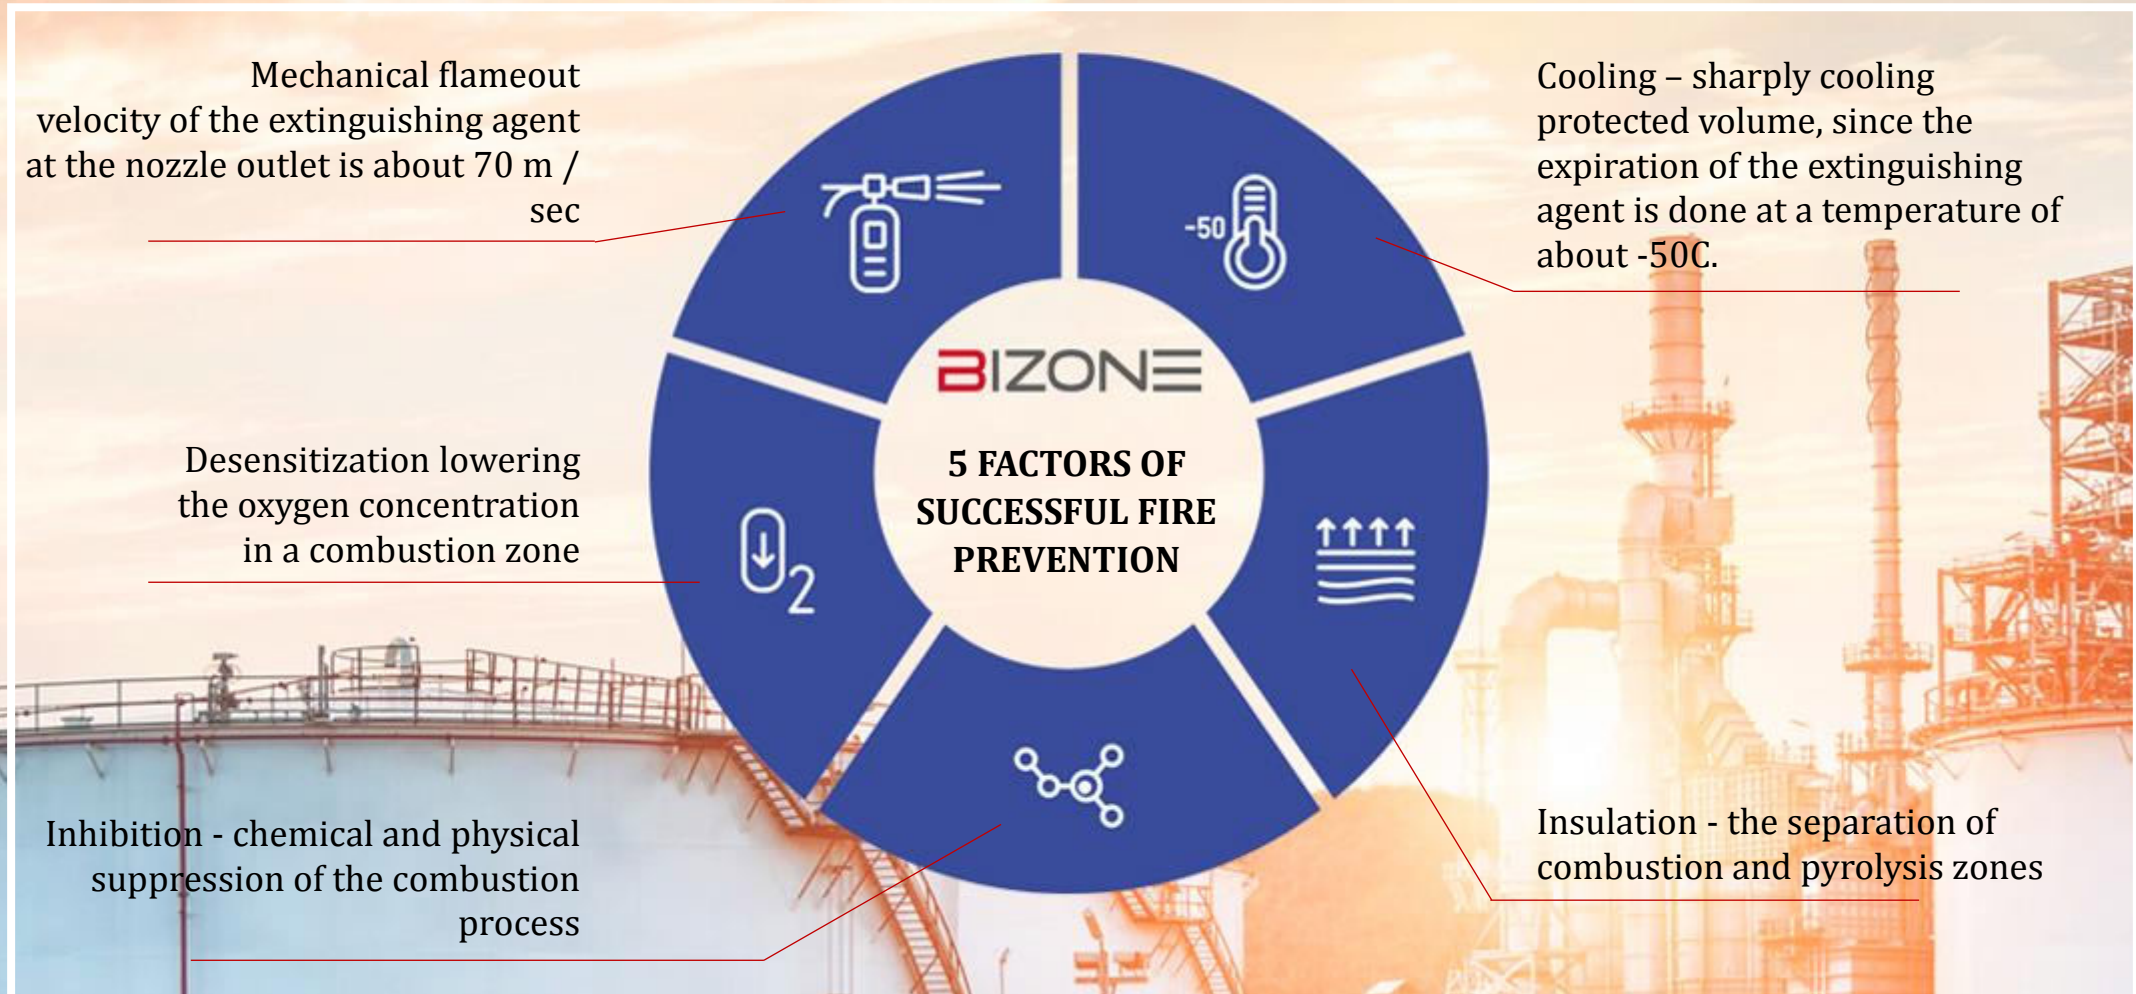 Mechanical flameout
velocity of the extinguishing agent
at the nozzle outlet is about 70 m /
sec
Cooling – sharply cooling
protected volume, since the
expiration of the extinguishing
agent is done at a temperature of
about -50C.
-50
BIZONE
5 FACTORS OF
SUCCESSFUL FIRE
PREVENTION
Desensitization lowering
the oxygen concentration
in a combustion zone
2
Inhibition - chemical and physical
suppression of the combustion
process
Insulation - the separation of
combustion and pyrolysis zones